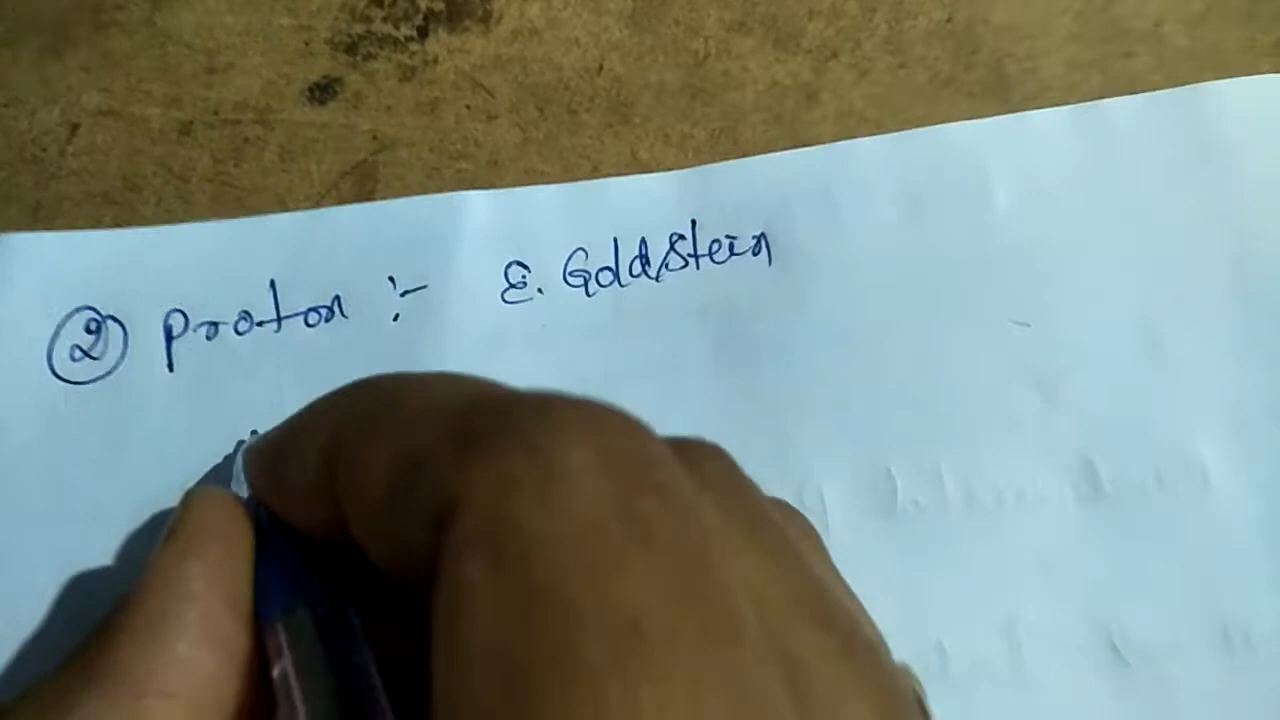 ② Proton :- E. Goldstein